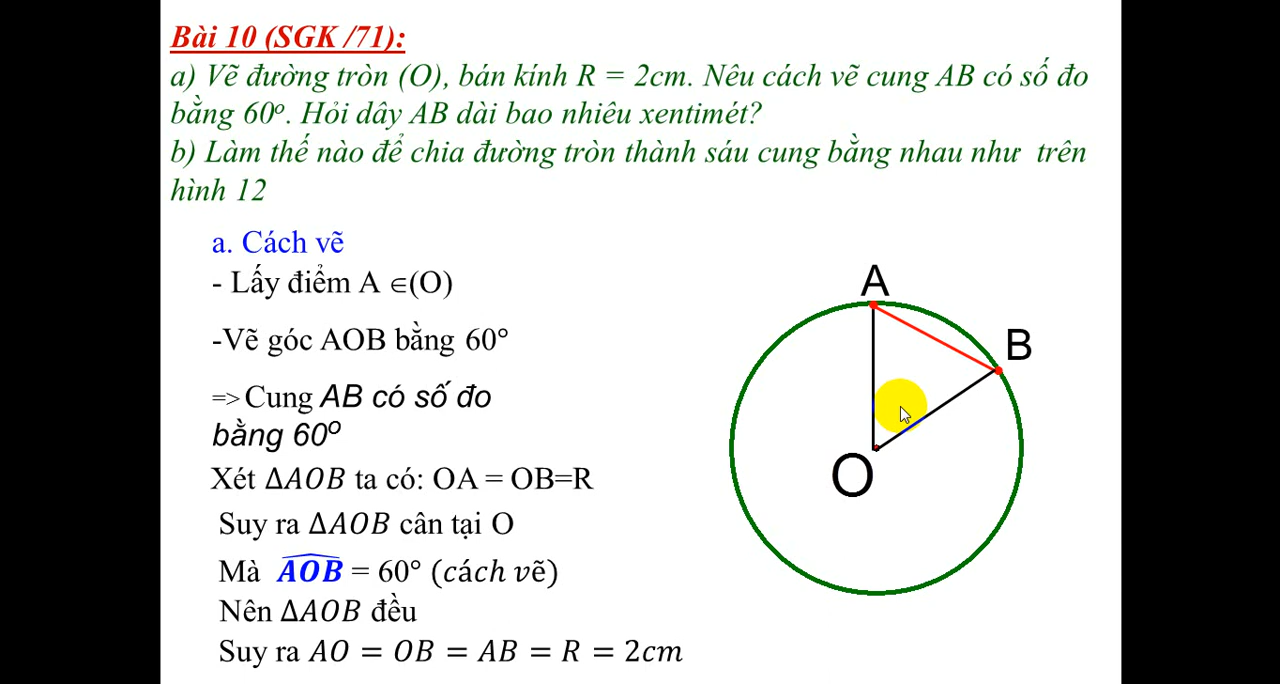 Bài 10 (SGK /71):
a) Vẽ đường tròn (O), bán kính R = 2cm. Nêu cách vẽ cung AB có số đo
bằng 60º. Hỏi dây AB dài bao nhiêu xentimét?
b) Làm thế nào để chia đường tròn thành sáu cung bằng nhau như trên
hình 12
a. Cách vẽ
- Lấy điểm A ∈(O)
-Vẽ góc AOB bằng 60°
=> Cung AB có số đo
bằng 60º
Xét ΔAOB ta có: OA = OB=R
Suy ra ΔAOB cân tại O
Mà \widehat{AOB} = 60° (cách vẽ)
Nên ΔAOB đều
Suy ra AO = OB = AB = R = 2cm
A
B
O